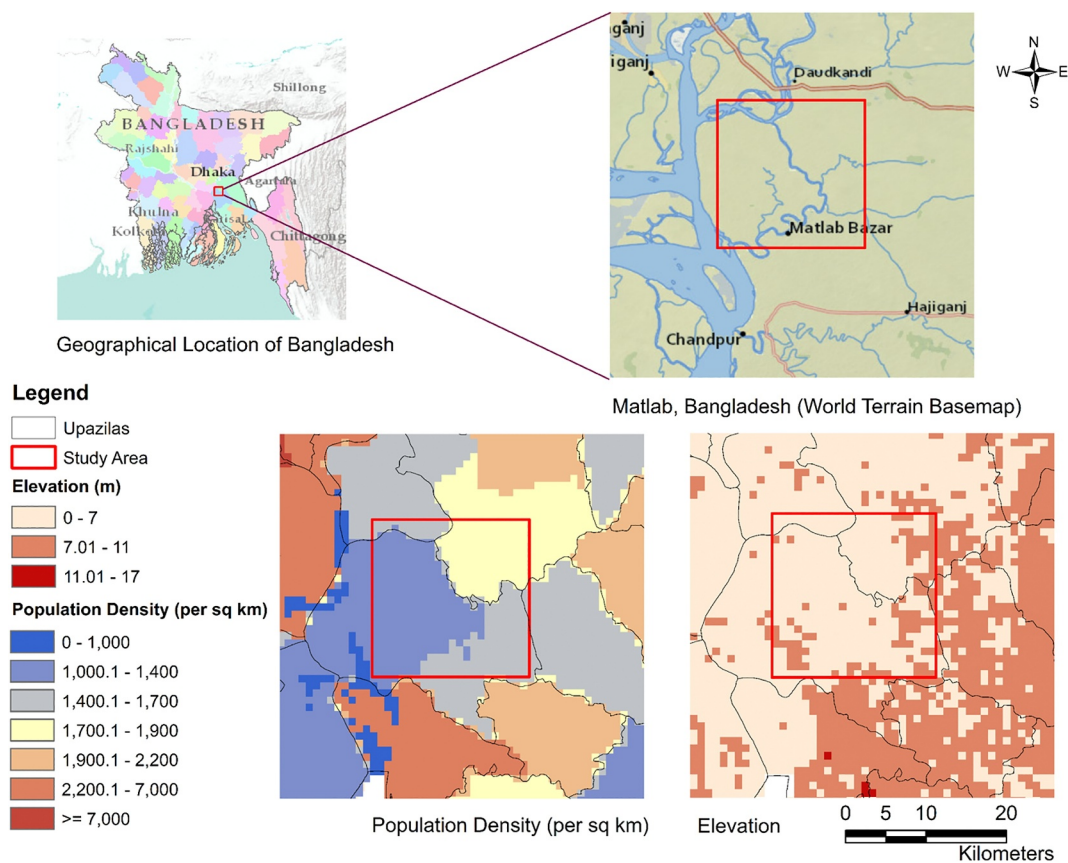 Shillong
BANGLADESH
Rajshahi
Dhaka
Agartala
Khulna
Kolkata
Chittagong
Geographical Location of Bangladesh
ganj
iganj
Daudkandi
Matlab Bazar
Hajiganj
Chandpur
N
W E
S
Matlab, Bangladesh (World Terrain Basemap)
Legend
Upazilas
Study Area
Elevation (m)
0 - 7
7.01 - 11
11.01 - 17
Population Density (per sq km)
0 - 1,000
1,000.1 - 1,400
1,400.1 - 1,700
1,700.1 - 1,900
1,900.1 - 2,200
2,200.1 - 7,000
>= 7,000
Population Density (per sq km)
Elevation
0 5 10 20
Kilometers